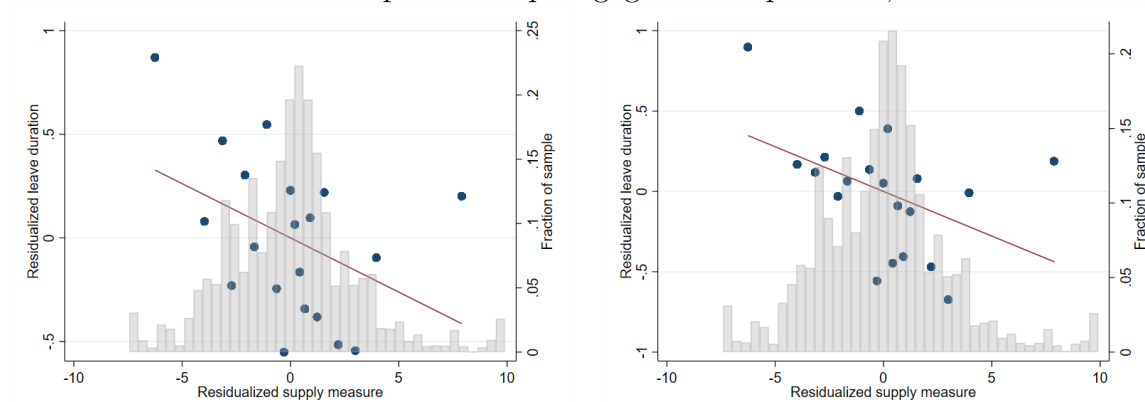 1
.5
0
-.5
Residualized leave duration
.25
.2
.15
.1
.05
0
Fraction of sample
-10 -5 0 5 10
Residualized supply measure
1
.5
0
-.5
-1
Residualized leave duration
.2
.15
.1
.05
0
Fraction of sample
-10 -5 0 5 10
Residualized supply measure